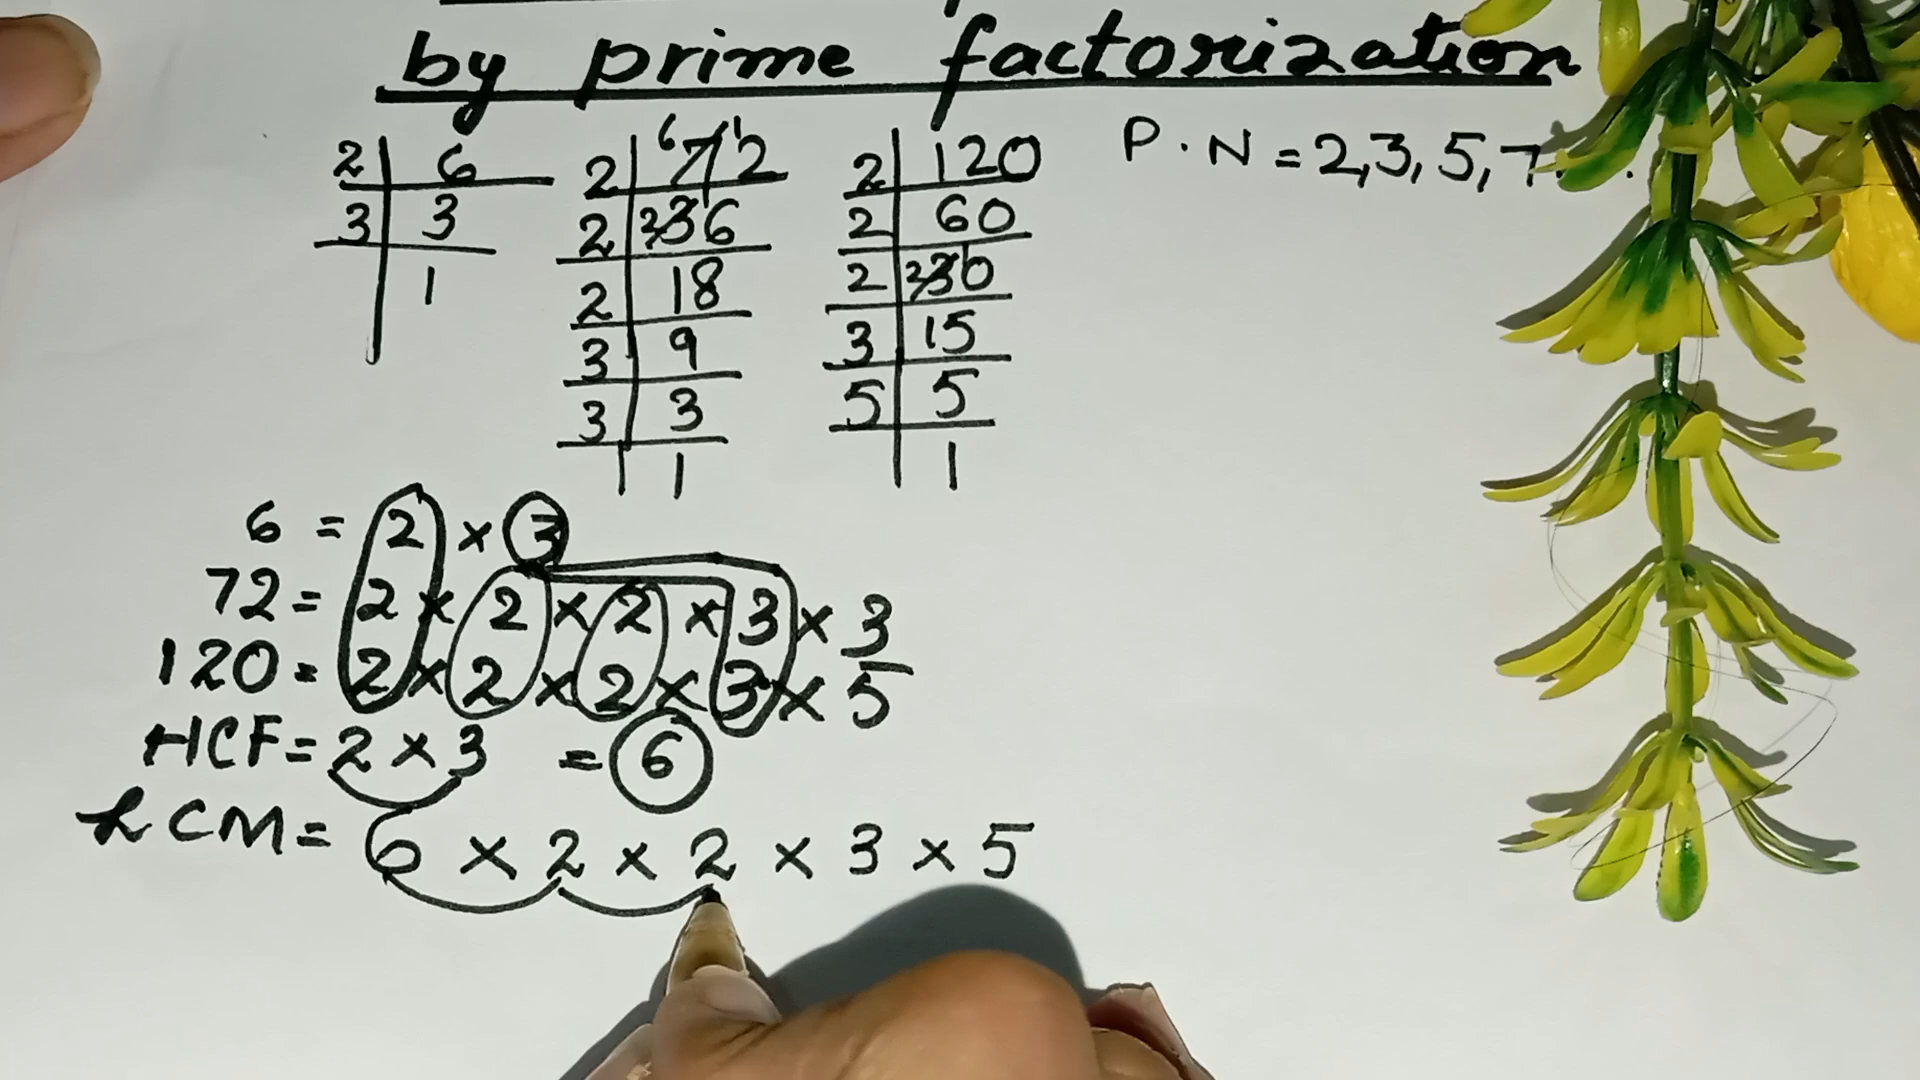 by prime factorization
P.N = 2,3,5,7
2 | 6
3 | 3
1
2 | 72
6 1
2 | 36
2 | 18
3 | 9
3 | 3
1
2 | 120
2 | 60
2 | 30
3 | 15
5 | 5
1
6 = 2 × 3
72 = 2 × 2 × 2 × 3 × 3
120 = 2 × 2 × 2 × 3 × 5
HCF = 2 × 3 = 6
LCM = 6 × 2 × 2 × 3 × 5